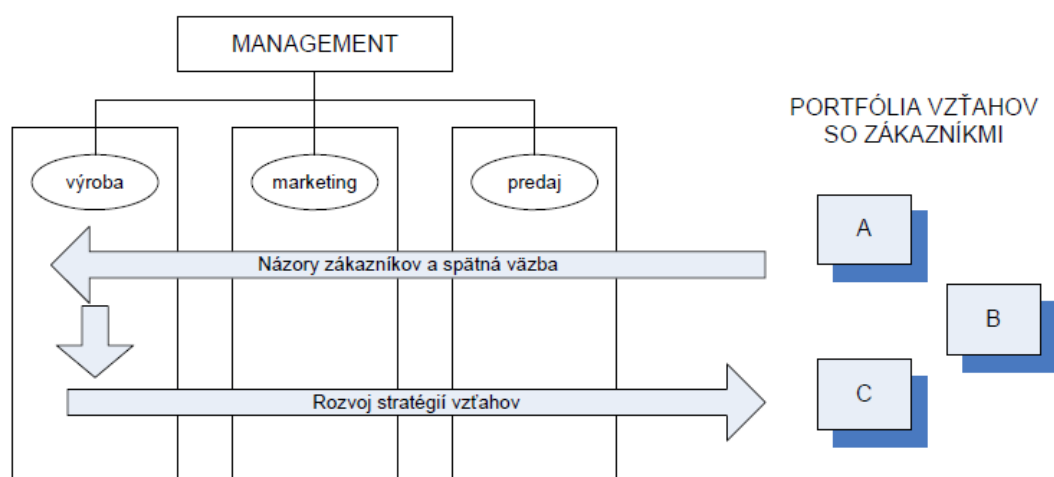 MANAGEMENT
PORTFÓLIA VZŤAHOV
SO ZÁKAZNÍKMI
výroba
marketing
predaj
A
Názory zákazníkov a spätná väzba
B
C
Rozvoj stratégií vzťahov